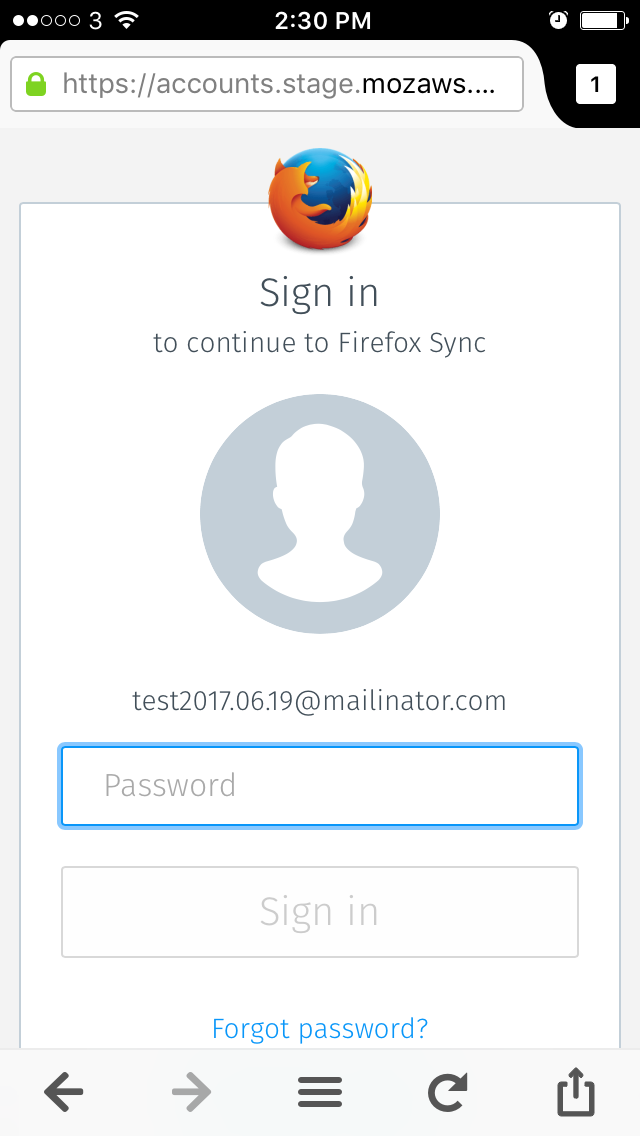 3 2:30 PM
https://accounts.stage.mozaws....
1
Sign in
to continue to Firefox Sync
test2017.06.19@mailinator.com
Password
Sign in
Forgot password?